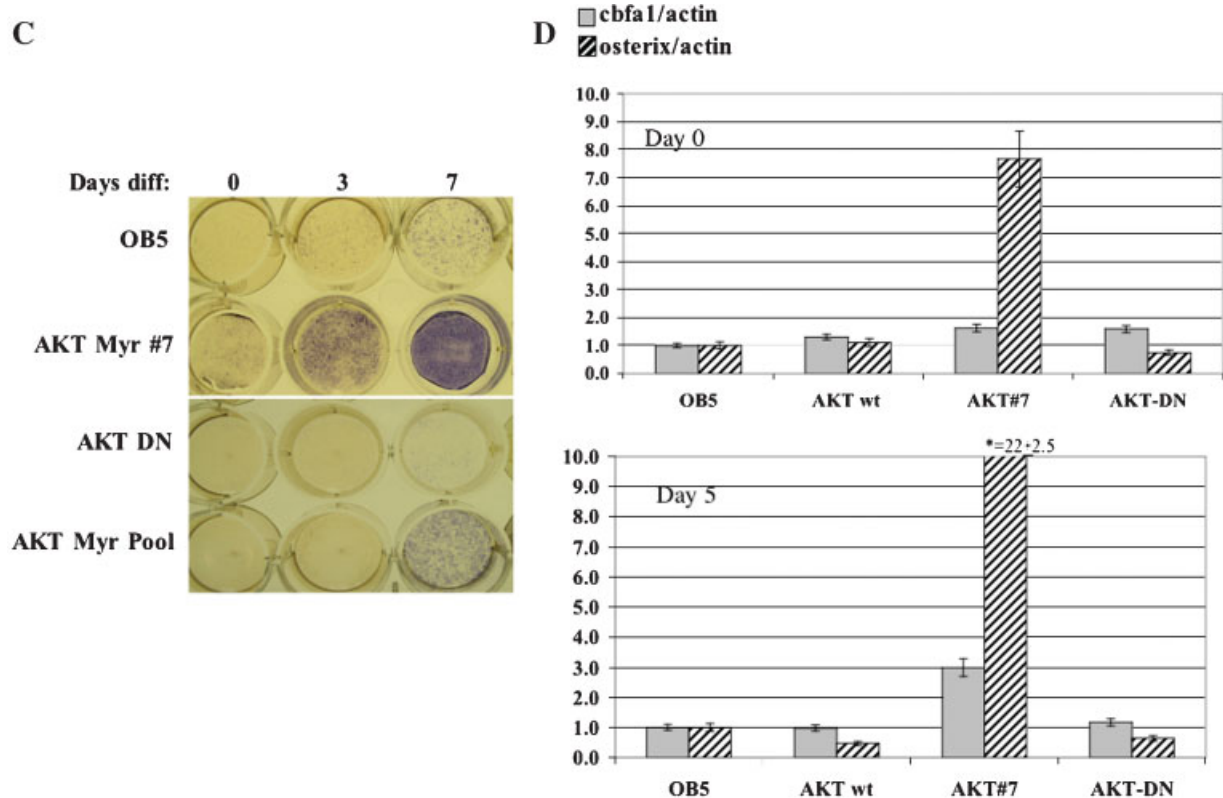 C
Days diff: 0 3 7
OB5
AKT Myr #7
AKT DN
AKT Myr Pool
D
cbfa1/actin
osterix/actin
10.0
9.0
8.0
7.0
6.0
5.0
4.0
3.0
2.0
1.0
0.0
Day 0
OB5 AKT wt AKT#7 AKT-DN
*=22+2.5
10.0
9.0
8.0
7.0
6.0
5.0
4.0
3.0
2.0
1.0
0.0
Day 5
OB5 AKT wt AKT#7 AKT-DN